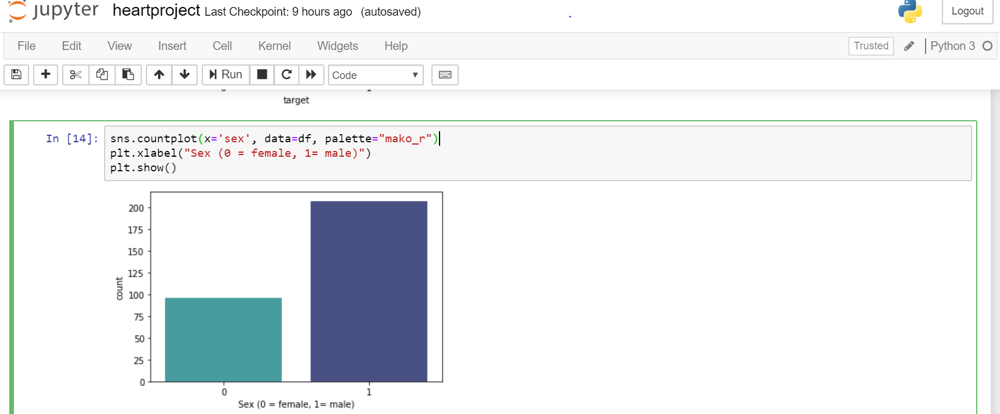 jupyter heartproject Last Checkpoint: 9 hours ago (autosaved) Logout
File Edit View Insert Cell Kernel Widgets Help Trusted Python 3
Run Code
target
In [14]: sns.countplot(x='sex', data=df, palette="mako_r")
plt.xlabel("Sex (0 = female, 1= male)")
plt.show()
200
175
150
125
100
75
50
25
0
count
0 1
Sex (0 = female, 1= male)